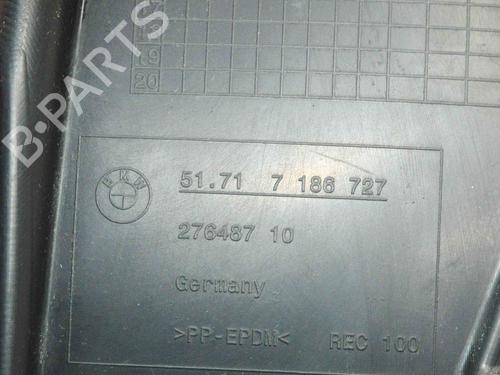 B·PARTS
19
20
BMW
51.71 7 186 727
276487 10
Germany
>PP-EPDM< REC 100